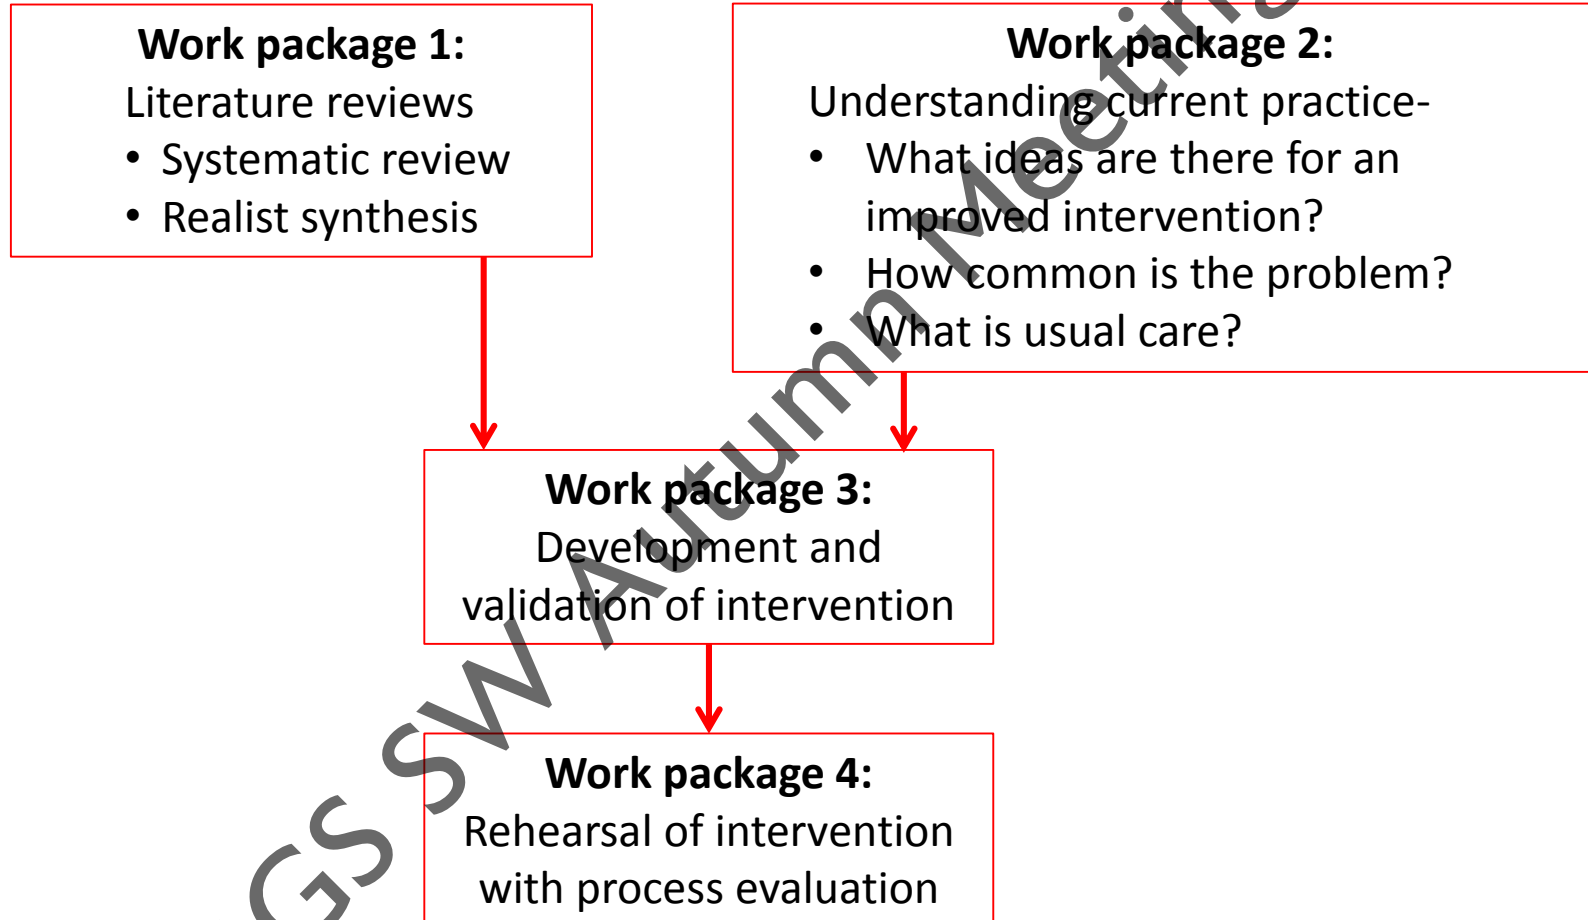 Work package 1:
Literature reviews
• Systematic review
• Realist synthesis
Work package 2:
Understanding current practice-
• What ideas are there for an
improved intervention?
• How common is the problem?
• What is usual care?
Work package 3:
Development and
validation of intervention
Work package 4:
Rehearsal of intervention
with process evaluation
GS SW Autumn Meeting